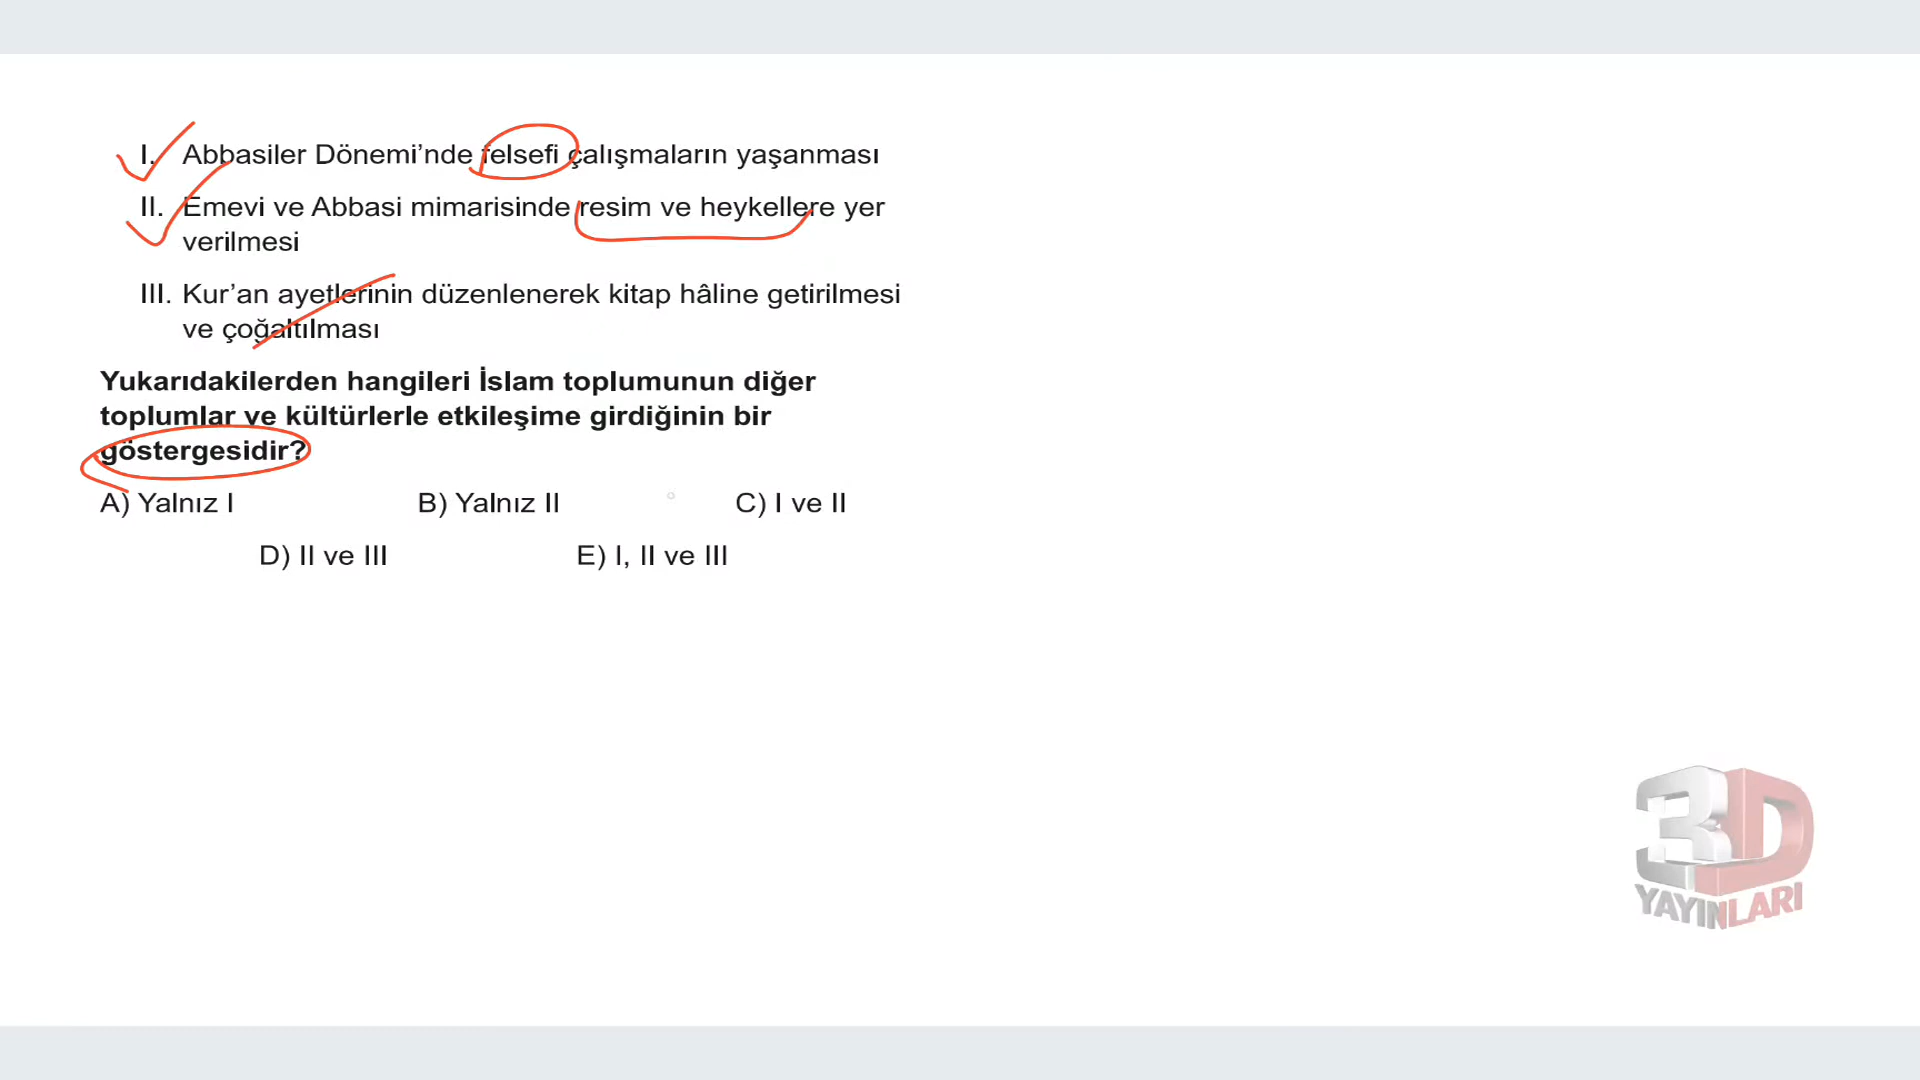 I. Abbasiler Dönemi’nde felsefi çalışmaların yaşanması
II. Emevi ve Abbasi mimarisinde resim ve heykellere yer
verilmesi
III. Kur’an ayetlerinin düzenlenerek kitap hâline getirilmesi
ve çoğaltılması
Yukarıdakilerden hangileri İslam toplumunun diğer
toplumlar ve kültürlerle etkileşime girdiğinin bir
göstergesidir?
A) Yalnız I B) Yalnız II C) I ve II
D) II ve III E) I, II ve III
3D
YAYINLARI